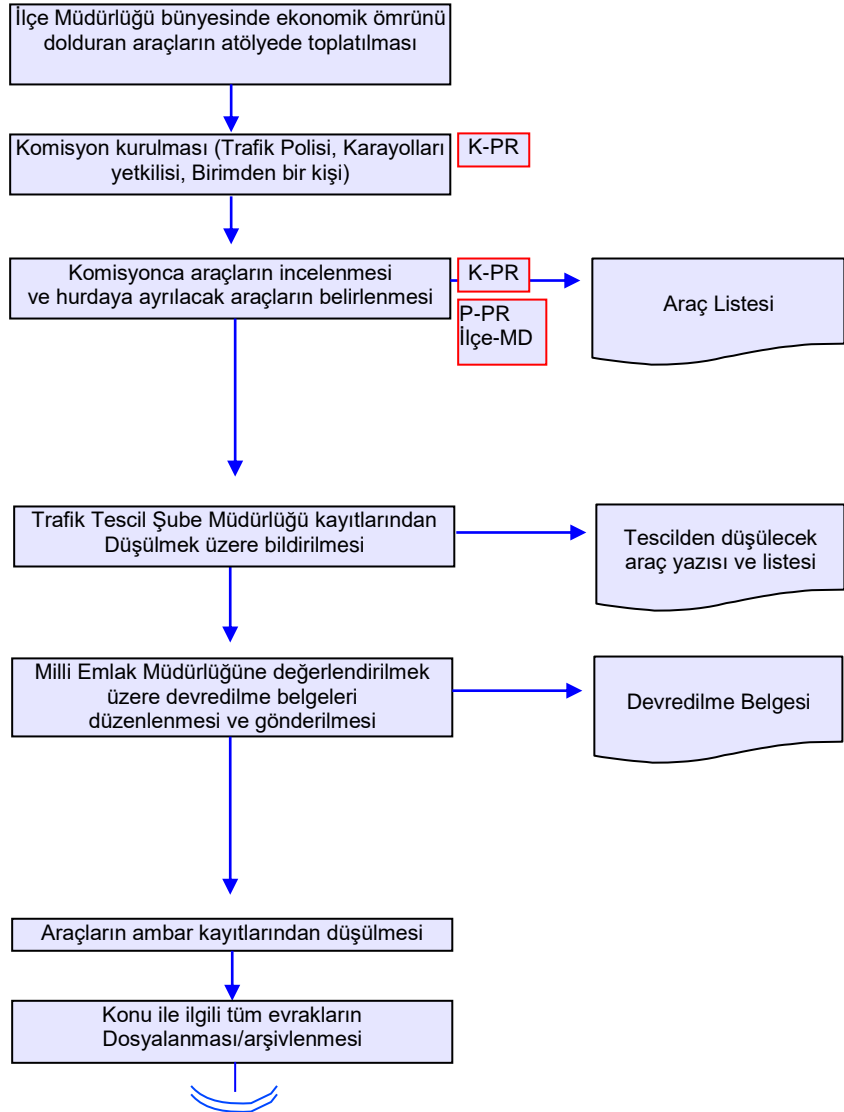 İlçe Müdürlüğü bünyesinde ekonomik ömrünü
dolduran araçların atölyede toplatılması
Komisyon kurulması (Trafik Polisi, Karayolları
yetkilisi, Birimden bir kişi)
K-PR
Komisyonca araçların incelenmesi
ve hurdaya ayrılacak araçların belirlenmesi
K-PR
P-PR
İlçe-MD
Araç Listesi
Trafik Tescil Şube Müdürlüğü kayıtlarından
Düşülmek üzere bildirilmesi
Tescilden düşülecek
araç yazısı ve listesi
Milli Emlak Müdürlüğüne değerlendirilmek
üzere devredilme belgeleri
düzenlenmesi ve gönderilmesi
Devredilme Belgesi
Araçların ambar kayıtlarından düşülmesi
Konu ile ilgili tüm evrakların
Dosyalanması/arşivlenmesi